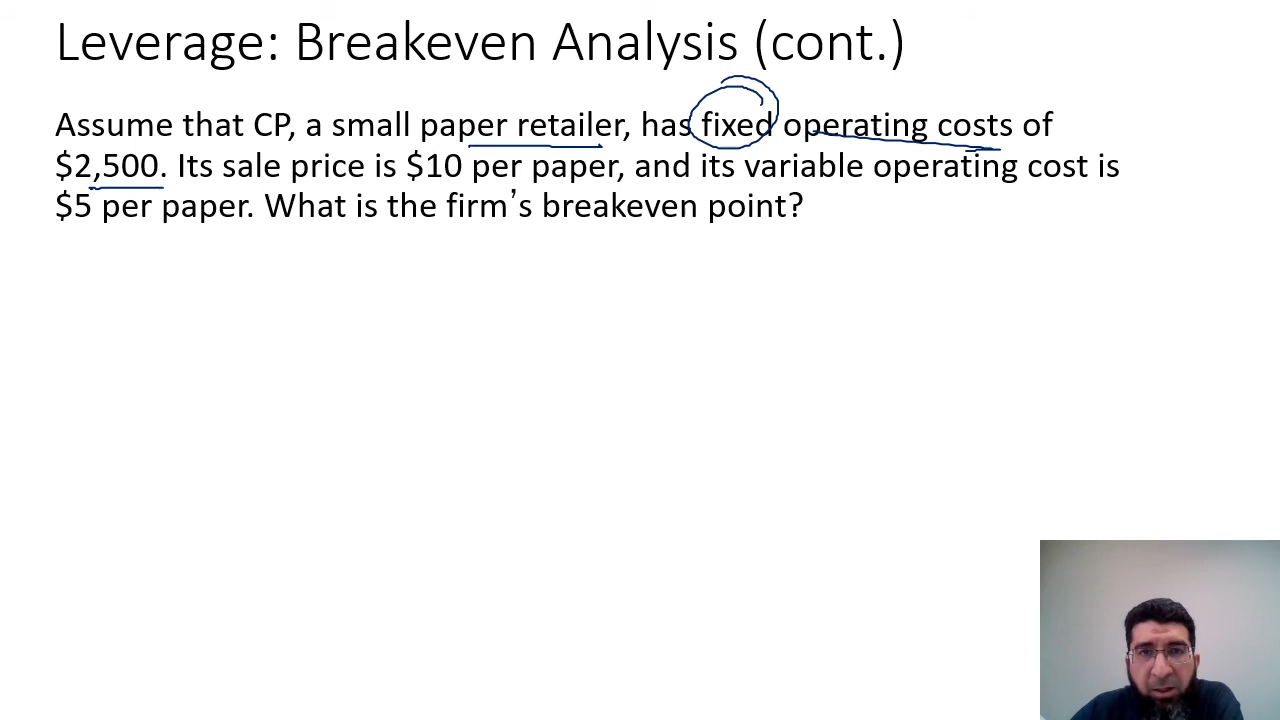 Leverage: Breakeven Analysis (cont.)
Assume that CP, a small paper retailer, has fixed operating costs of
$2,500. Its sale price is $10 per paper, and its variable operating cost is
$5 per paper. What is the firm’s breakeven point?